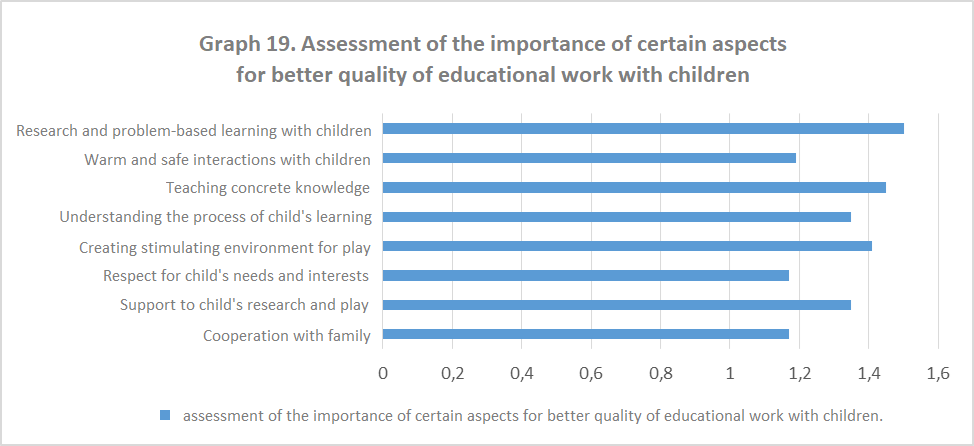 Graph 19. Assessment of the importance of certain aspects
for better quality of educational work with children
Research and problem-based learning with children
Warm and safe interactions with children
Teaching concrete knowledge
Understanding the process of child's learning
Creating stimulating environment for play
Respect for child's needs and interests
Support to child's research and play
Cooperation with family
0 0,2 0,4 0,6 0,8 1 1,2 1,4 1,6
assessment of the importance of certain aspects for better quality of educational work with children.